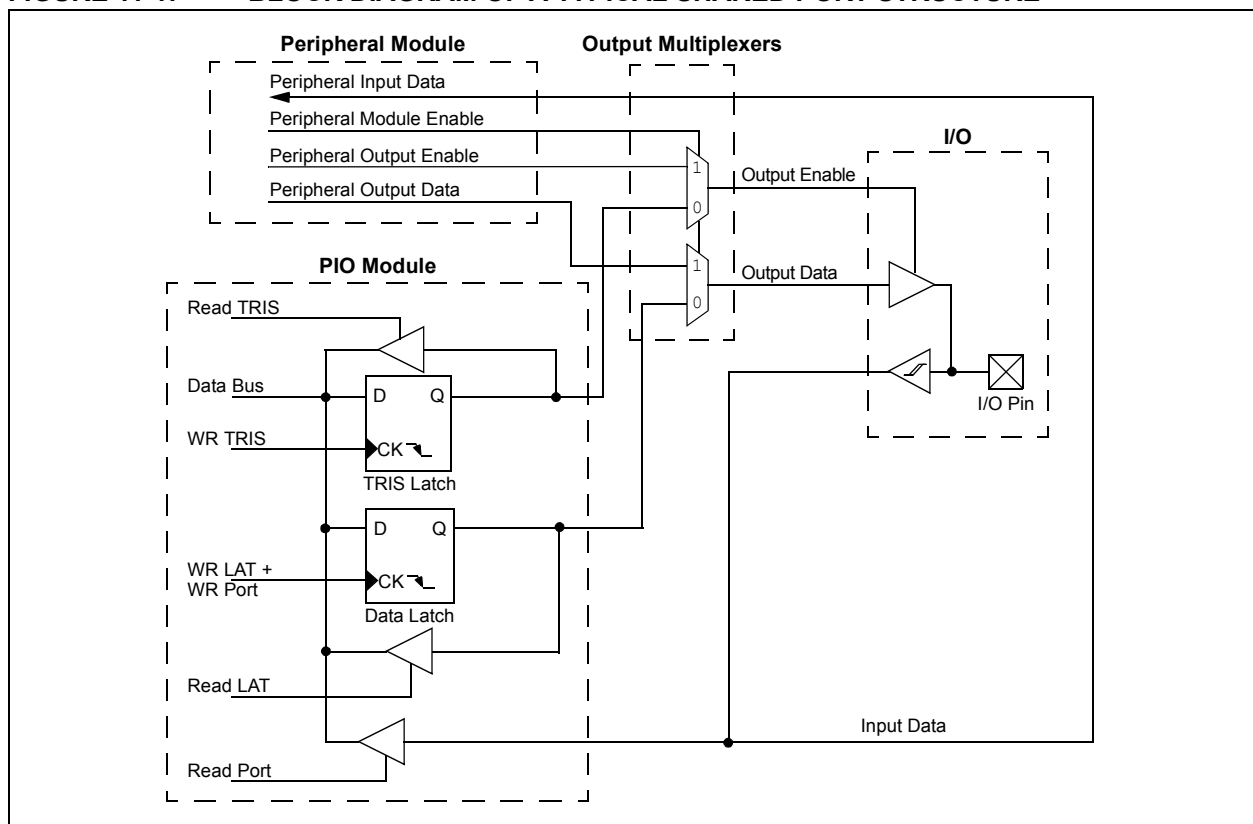 Peripheral Module
Output Multiplexers
Peripheral Input Data
Peripheral Module Enable
I/O
Peripheral Output Enable
1
Output Enable
Peripheral Output Data
0
PIO Module
1
Output Data
0
Read TRIS
Data Bus
D Q
I/O Pin
WR TRIS
CK
TRIS Latch
D Q
WR LAT +
WR Port
CK
Data Latch
Read LAT
Input Data
Read Port